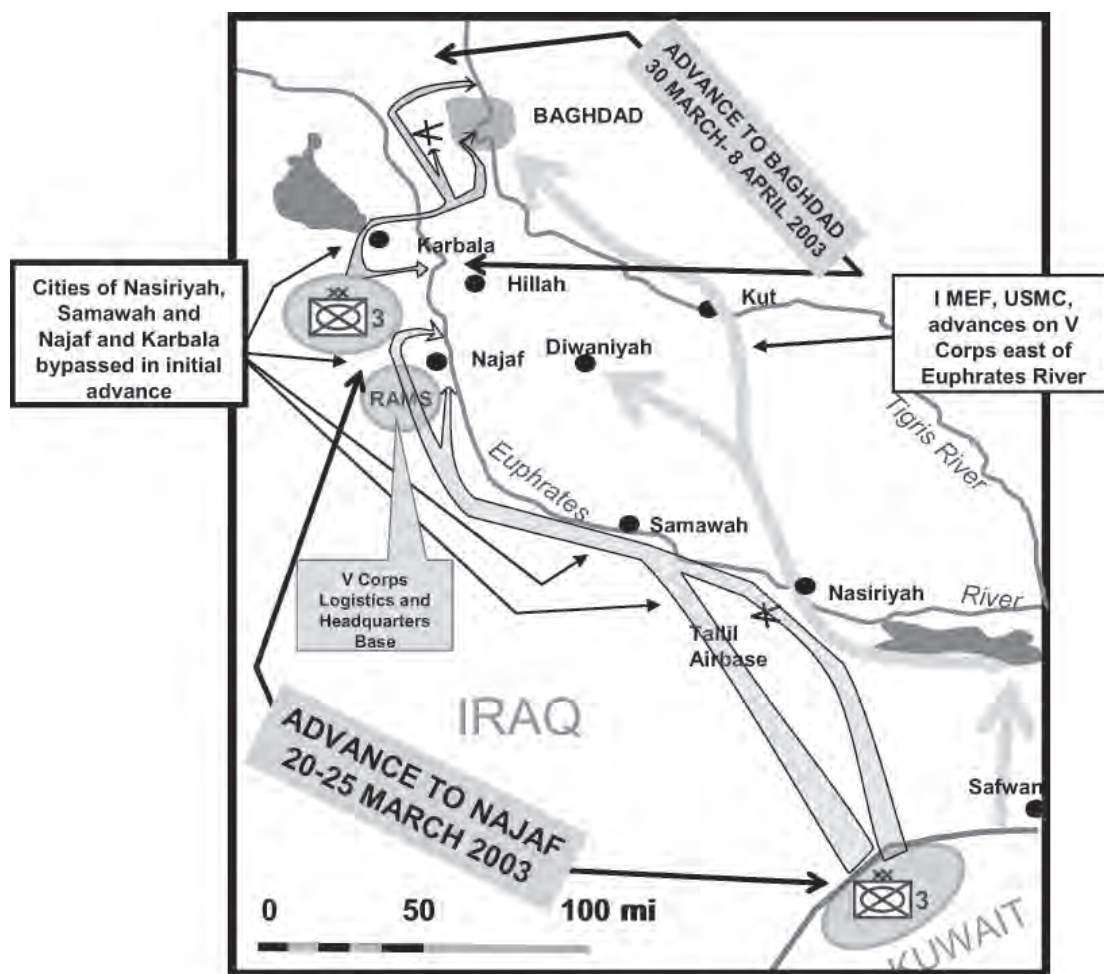 ADVANCE TO BAGHDAD
30 MARCH- 8 APRIL 2003
BAGHDAD
Karbala
Hillah
Kut
Cities of Nasiriyah,
Samawah and
Najaf and Karbala
bypassed in initial
advance
XX
3
I MEF, USMC,
advances on V
Corps east of
Euphrates River
Najaf
Diwaniyah
RAMS
Tigris River
Euphrates
Samawah
V Corps
Logistics and
Headquarters
Base
Nasiriyah
River
Tallil
Airbase
IRAQ
ADVANCE TO NAJAF
20-25 MARCH 2003
Safwan
XX
3
KUWAIT
0 50 100 mi